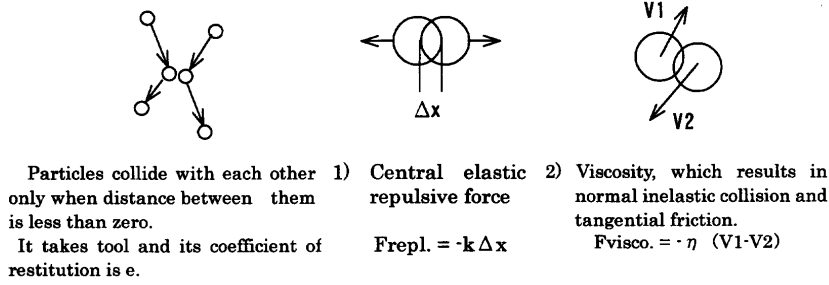 V1
Δx
V2
Particles collide with each other
only when distance between them
is less than zero.
It takes tool and its coefficient of
restitution is e.
1) Central elastic
repulsive force
Frepl. = -kΔx
2) Viscosity, which results in
normal inelastic collision and
tangential friction.
Fvisco. = - η (V1-V2)